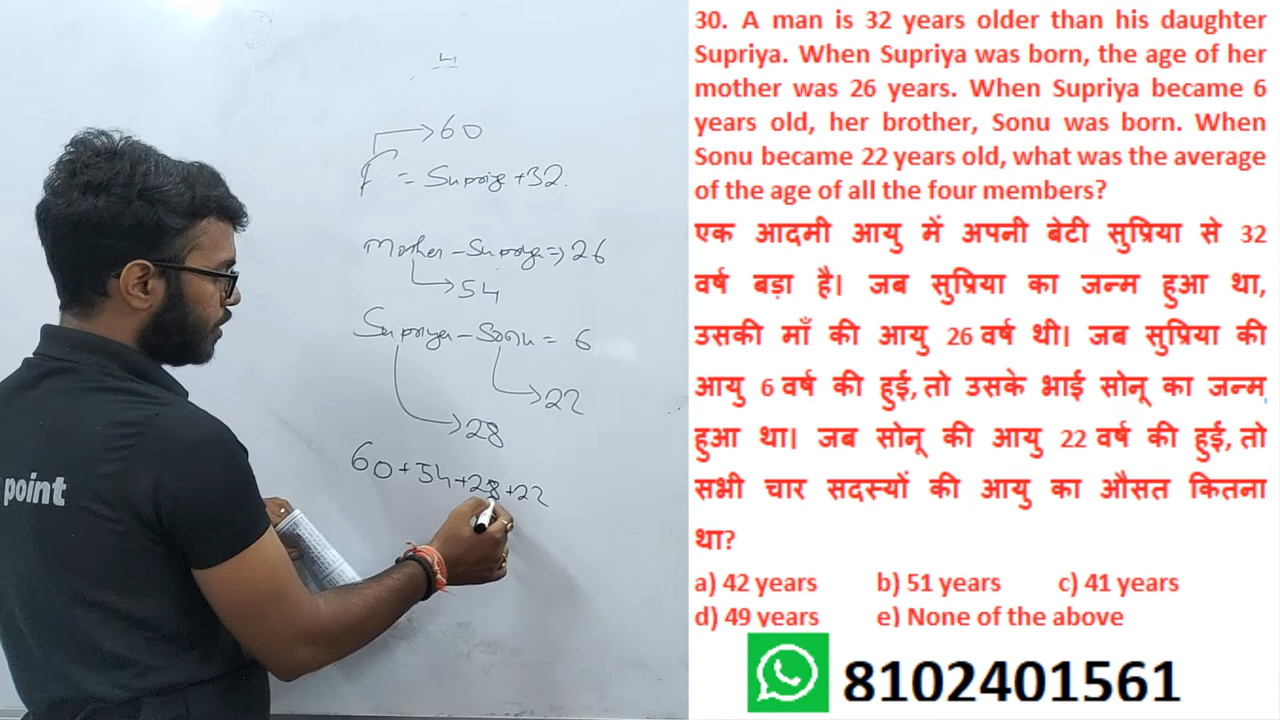 4
→60
F = Supriya +32.
Mother - Supriya => 26
→54
Supriya - Sonu = 6
→22
→28
60+54+28+22
point
30. A man is 32 years older than his daughter
Supriya. When Supriya was born, the age of her
mother was 26 years. When Supriya became 6
years old, her brother, Sonu was born. When
Sonu became 22 years old, what was the average
of the age of all the four members?
एक आदमी आयु में अपनी बेटी सुप्रिया से 32
वर्ष बड़ा है। जब सुप्रिया का जन्म हुआ था,
उसकी माँ की आयु 26 वर्ष थी। जब सुप्रिया की
आयु 6 वर्ष की हुई, तो उसके भाई सोनू का जन्म
हुआ था। जब सोनू की आयु 22 वर्ष की हुई, तो
सभी चार सदस्यों की आयु का औसत कितना
था?
a) 42 years b) 51 years c) 41 years
d) 49 years e) None of the above
8102401561